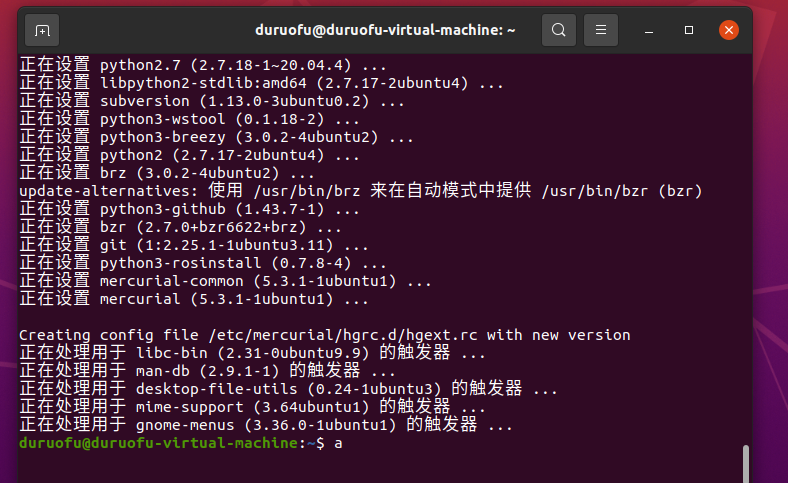 duruofu@duruofu-virtual-machine: ~
正在设置 python2.7 (2.7.18-1~20.04.4) ...
正在设置 libpython2-stdlib:amd64 (2.7.17-2ubuntu4) ...
正在设置 subversion (1.13.0-3ubuntu0.2) ...
正在设置 python3-wstool (0.1.18-2) ...
正在设置 python3-breezy (3.0.2-4ubuntu2) ...
正在设置 python2 (2.7.17-2ubuntu4) ...
正在设置 brz (3.0.2-4ubuntu2) ...
update-alternatives: 使用 /usr/bin/brz 来在自动模式中提供 /usr/bin/bzr (bzr)
正在设置 python3-github (1.43.7-1) ...
正在设置 bzr (2.7.0+bzr6622+brz) ...
正在设置 git (1:2.25.1-1ubuntu3.11) ...
正在设置 python3-rosinstall (0.7.8-4) ...
正在设置 mercurial-common (5.3.1-1ubuntu1) ...
正在设置 mercurial (5.3.1-1ubuntu1) ...
Creating config file /etc/mercurial/hgrc.d/hgext.rc with new version
正在处理用于 libc-bin (2.31-0ubuntu9.9) 的触发器 ...
正在处理用于 man-db (2.9.1-1) 的触发器 ...
正在处理用于 desktop-file-utils (0.24-1ubuntu3) 的触发器 ...
正在处理用于 mime-support (3.64ubuntu1) 的触发器 ...
正在处理用于 gnome-menus (3.36.0-1ubuntu1) 的触发器 ...
duruofu@duruofu-virtual-machine:~$ a